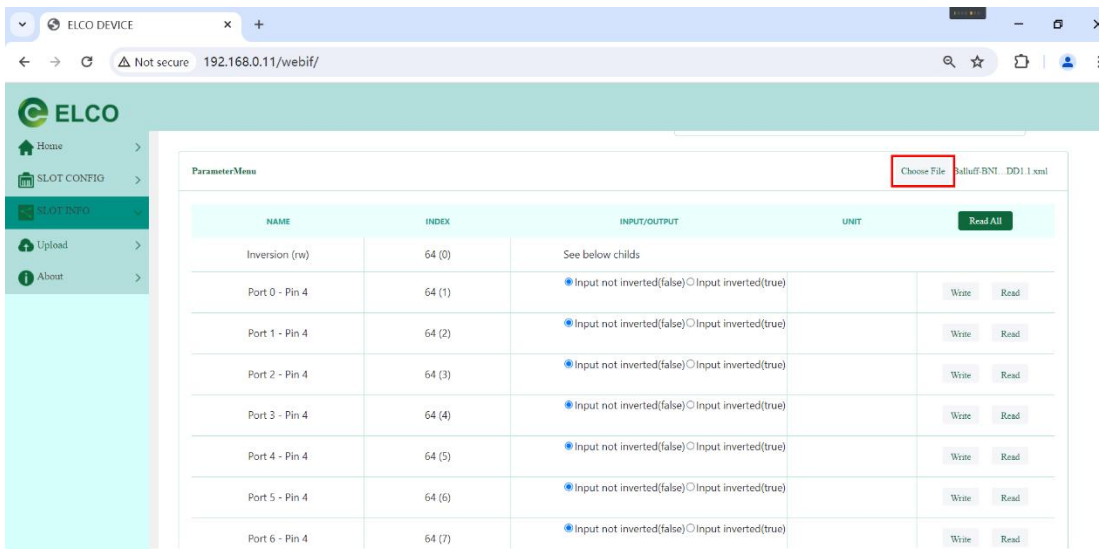 ELCO DEVICE
Not secure 192.168.0.11/webif/
ELCO
Home
SLOT CONFIG
SLOT INFO
Upload
About
ParameterMenu Choose File Balluff-BNI...DD1.1.xml
NAME INDEX INPUT/OUTPUT UNIT Read All
Inversion (rw) 64 (0) See below childs
Port 0 - Pin 4 64 (1) Input not inverted(false) Input inverted(true) Write Read
Port 1 - Pin 4 64 (2) Input not inverted(false) Input inverted(true) Write Read
Port 2 - Pin 4 64 (3) Input not inverted(false) Input inverted(true) Write Read
Port 3 - Pin 4 64 (4) Input not inverted(false) Input inverted(true) Write Read
Port 4 - Pin 4 64 (5) Input not inverted(false) Input inverted(true) Write Read
Port 5 - Pin 4 64 (6) Input not inverted(false) Input inverted(true) Write Read
Port 6 - Pin 4 64 (7) Input not inverted(false) Input inverted(true) Write Read